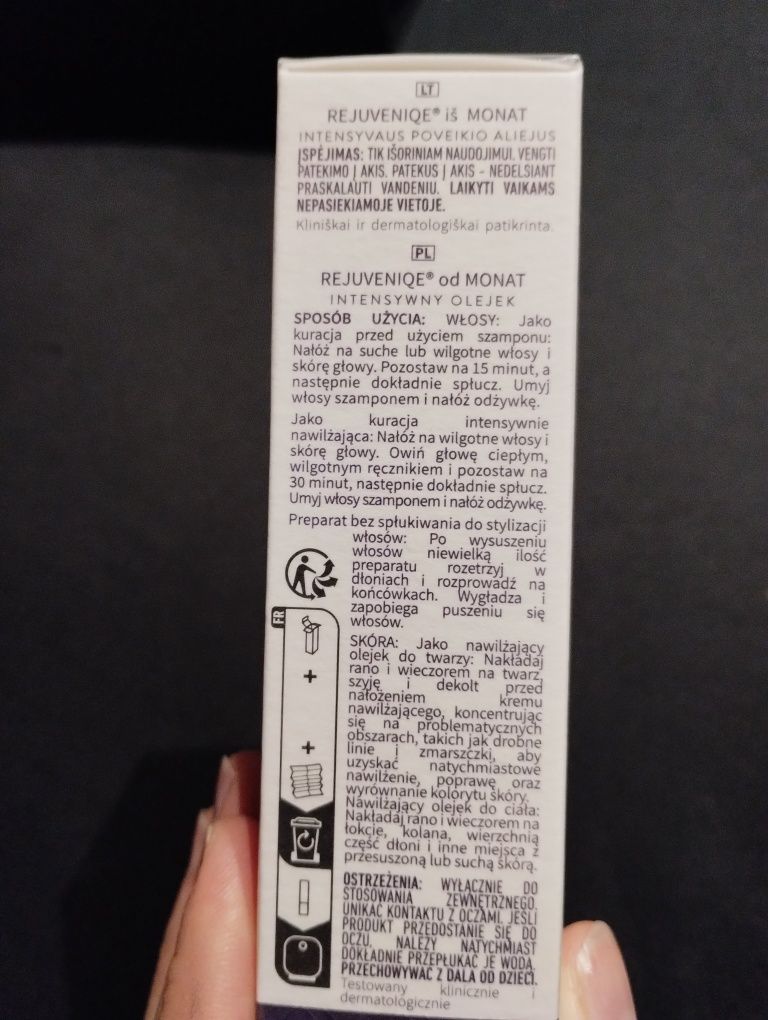 LT
REJUVENIQE® iš MONAT
INTENSYVAUS POVEIKIO ALIEJUS
ĮSPĖJIMAS: TIK IŠORINIAM NAUDOJIMUI. VENGTI
PATEKIMO Į AKIS. PATEKUS Į AKIS – NEDELSIANT
PRASKALAUTI VANDENIU. LAIKYTI VAIKAMS
NEPASIEKIAMOJE VIETOJE.
Kliniškai ir dermatologiškai patikrinta.
PL
REJUVENIQE® od MONAT
INTENSYWNY OLEJEK
SPOSÓB UŻYCIA: WŁOSY: Jako
kuracja przed użyciem szamponu:
Nałóż na suche lub wilgotne włosy i
skórę głowy. Pozostaw na 15 minut, a
następnie dokładnie spłucz. Umyj
włosy szamponem i nałóż odżywkę.
Jako kuracja intensywnie
nawilżająca: Nałóż na wilgotne włosy i
skórę głowy. Owiń głowę ciepłym,
wilgotnym ręcznikiem i pozostaw na
30 minut, następnie dokładnie spłucz.
Umyj włosy szamponem i nałóż odżywkę.
Preparat bez spłukiwania do stylizacji
włosów: Po wysuszeniu
włosów niewielką ilość
preparatu rozetrzyj w
dłoniach i rozprowadź na
końcówkach. Wygładza i
zapobiega puszeniu się
włosów.
FR
+
+
SKÓRA: Jako nawilżający
olejek do twarzy: Nakładaj
rano i wieczorem na twarz,
szyję i dekolt przed
nałożeniem kremu
nawilżającego, koncentrując
się na problematycznych
obszarach, takich jak drobne
linie i zmarszczki, aby
uzyskać natychmiastowe
nawilżenie, poprawę oraz
wyrównanie kolorytu skóry.
Nawilżający olejek do ciała:
Nakładaj rano i wieczorem na
łokcie, kolana, wierzchnią
część dłoni i inne miejsca z
przesuszoną lub suchą skórą.
OSTRZEŻENIA: WYŁĄCZNIE DO
STOSOWANIA ZEWNĘTRZNEGO.
UNIKAĆ KONTAKTU Z OCZAMI. JEŚLI
PRODUKT PRZEDOSTANIE SIĘ DO
OCZU, NALEŻY NATYCHMIAST
DOKŁADNIE PRZEPŁUKAĆ JE WODĄ.
PRZECHOWYWAĆ Z DALA OD DZIECI.
Testowany klinicznie i
dermatologicznie